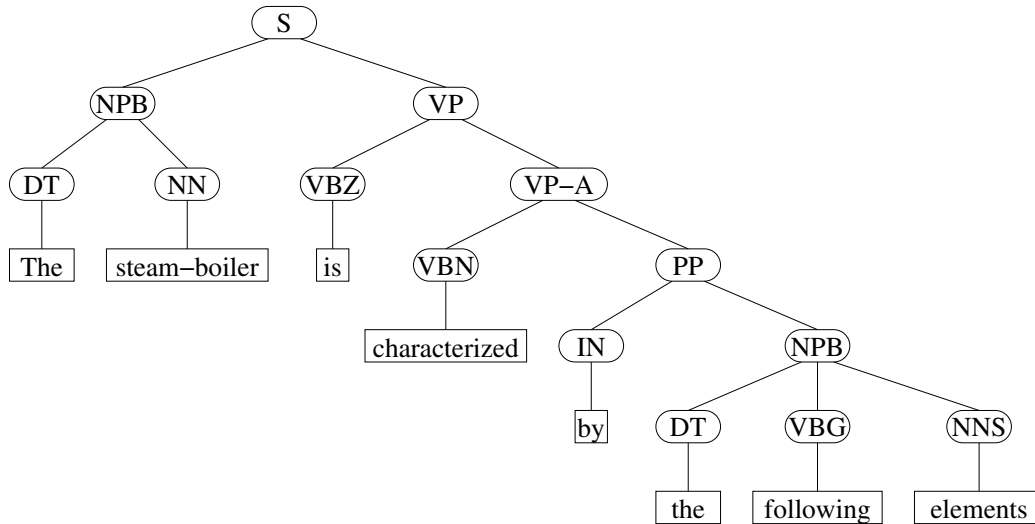 S
NPB VP
DT NN VBZ VP−A
The steam−boiler is VBN PP
characterized IN NPB
by DT VBG NNS
the following elements